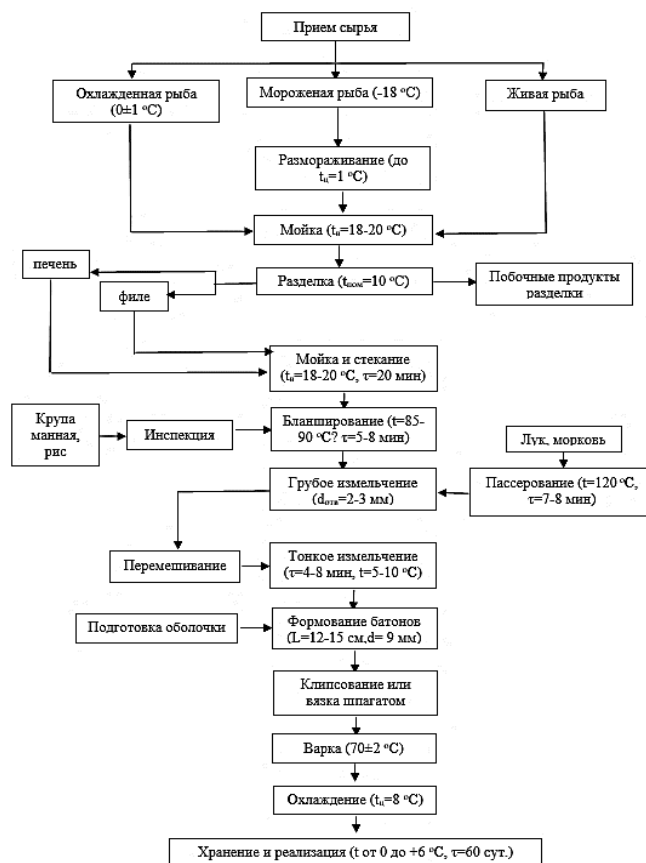 Прием сырья
Охлажденная рыба
(0±1 °С)
Мороженая рыба (-18 °С)
Живая рыба
Размораживание (до
tц=1 °С)
Мойка (tв=18-20 °С)
печень
филе
Разделка (tпом=10 °С)
Побочные продукты
разделки
Мойка и стекание
(tв=18-20 °С, τ=20 мин)
Крупа
манная,
рис
Инспекция
Бланширование (t=85-
90 °С? τ=5-8 мин)
Лук, морковь
Грубое измельчение
(dотв=2-3 мм)
Пассерование (t=120 °С,
τ=7-8 мин)
Перемешивание
Тонкое измельчение
(τ=4-8 мин, t=5-10 °С)
Подготовка оболочки
Формование батонов
(L=12-15 см,d= 9 мм)
Клипсование или
вязка шпагатом
Варка (70±2 °С)
Охлаждение (tц=8 °С)
Хранение и реализация (t от 0 до +6 °С, τ=60 сут.)